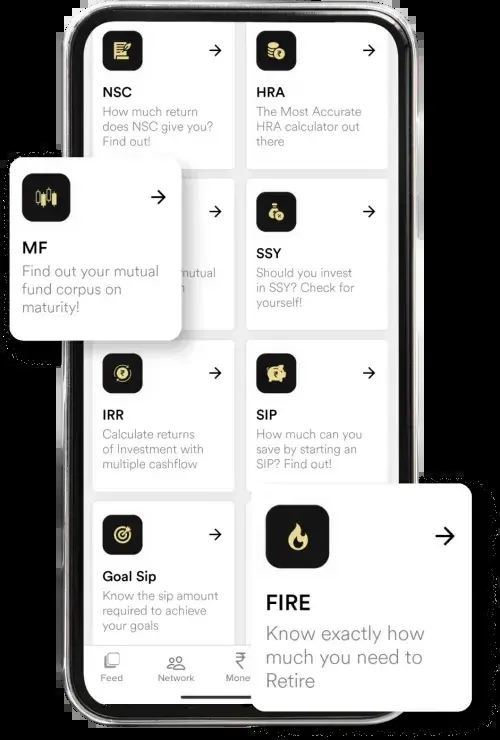 NSC
How much return
does NSC give you?
Find out!
HRA
The Most Accurate
HRA calculator out
there
MF
Find out your mutual
fund corpus on
maturity!
mutual
SSY
Should you invest
in SSY? Check for
yourself!
IRR
Calculate returns
of Investment with
multiple cashflow
SIP
How much can you
save by starting an
SIP? Find out!
Goal Sip
Know the sip amount
required to achieve
your goals
FIRE
Know exactly how
much you need to
Retire
Feed
Network
Mone